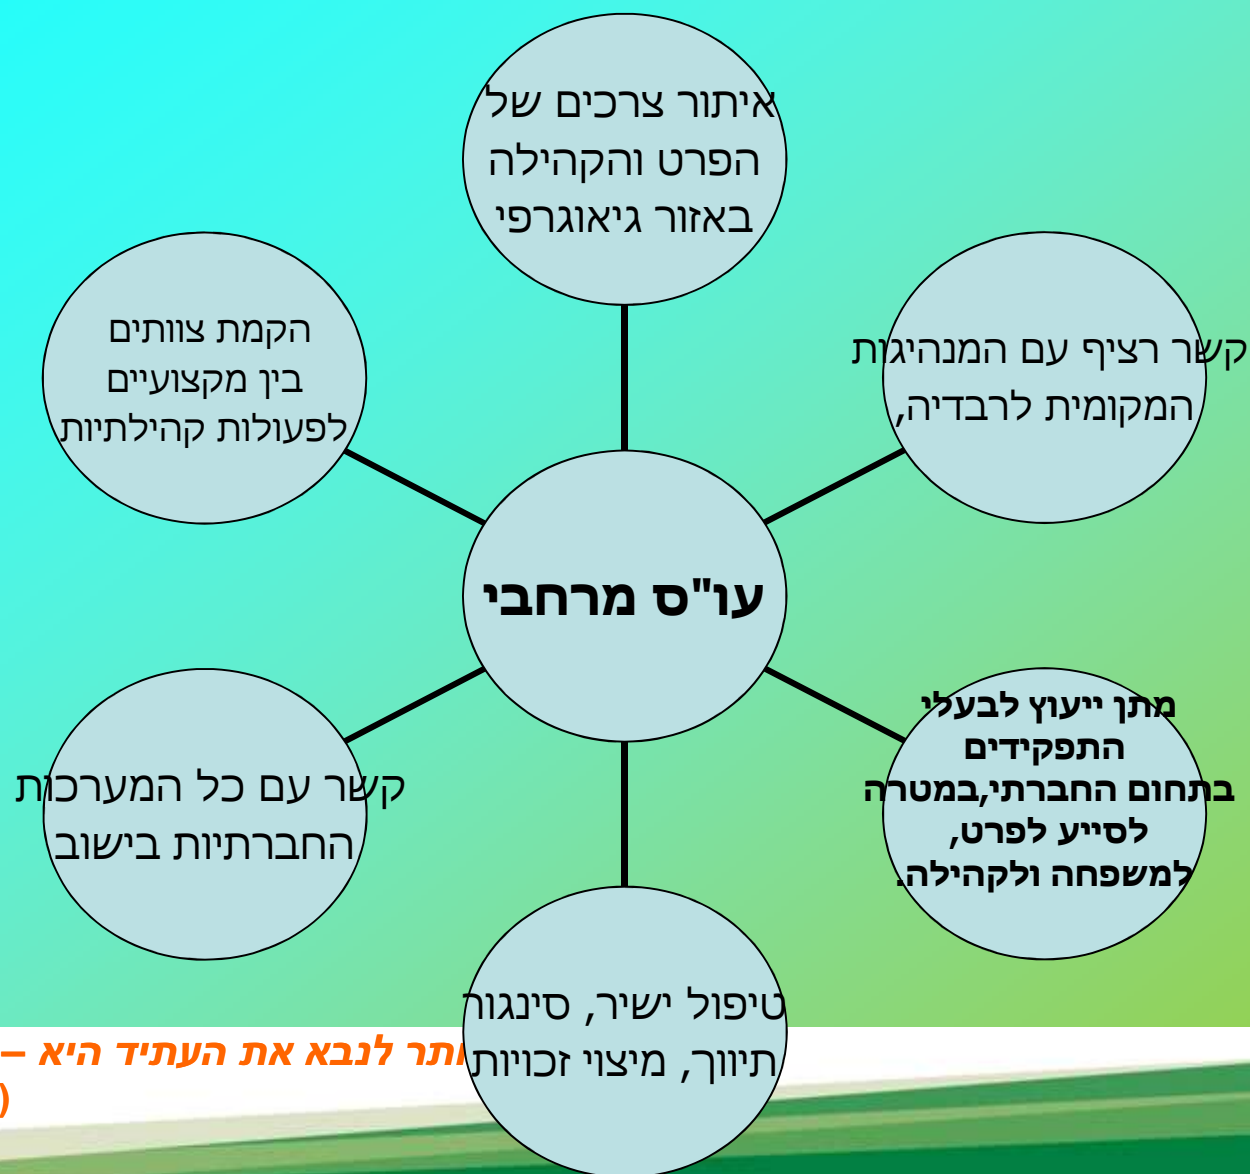 איתור צרכים של
הפרט והקהילה
באזור גיאוגרפי
קשר רציף עם המנהיגות
המקומית לרבדיה,
הקמת צוותים
בין מקצועיים
לפעולות קהילתיות
עו"ס מרחבי
מתן ייעוץ לבעלי
התפקידים
בתחום החברתי,במטרה
לסייע לפרט,
למשפחה ולקהילה.
קשר עם כל המערכות
החברתיות בישוב
טיפול ישיר, סינגור
תיווך, מיצוי זכויות
לנבא את העתיד היא –
)